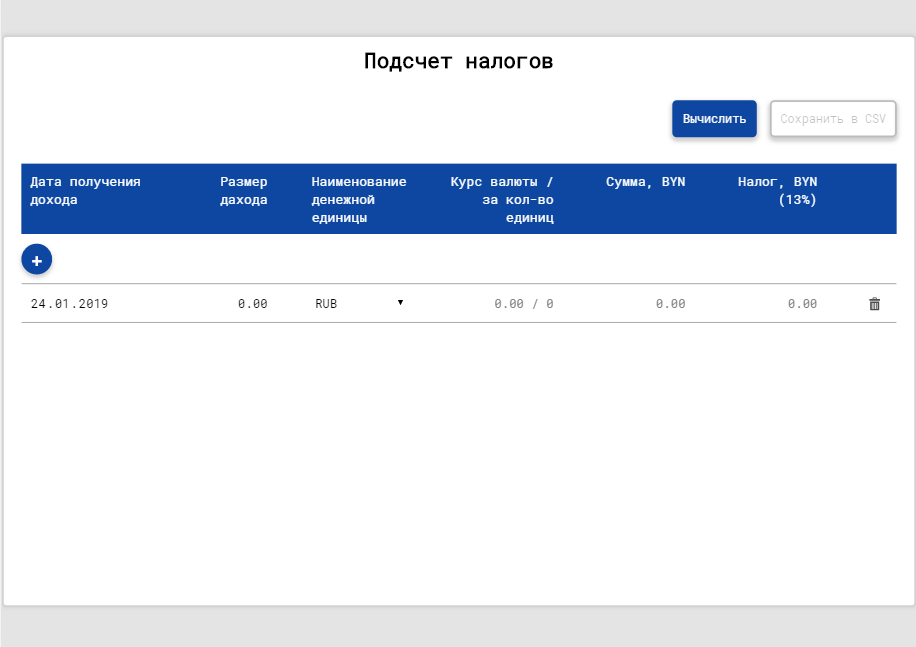 Подсчет налогов
Вычислить
Сохранить в CSV
Дата получения
дохода
Размер
дахода
Наименование
денежной
единицы
Курс валюты /
за кол-во
единиц
Сумма, BYN
Налог, BYN
(13%)
+
24.01.2019 0.00 RUB ▼ 0.00 / 0 0.00 0.00